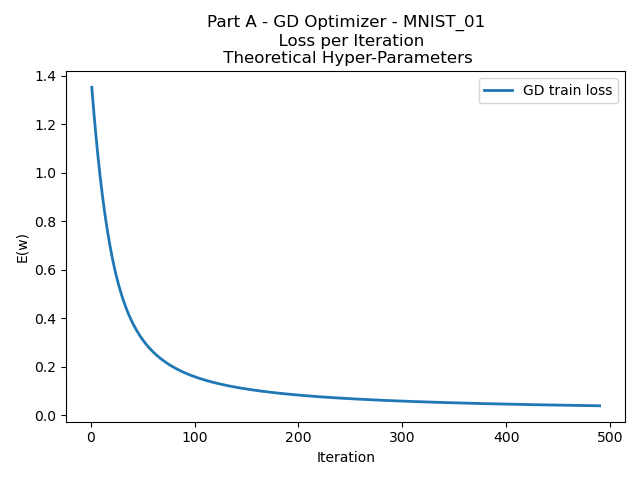 Part A - GD Optimizer - MNIST_01
Loss per Iteration
Theoretical Hyper-Parameters
GD train loss
1.4
1.2
1.0
0.8
0.6
0.4
0.2
0.0
E(w)
0 100 200 300 400 500
Iteration